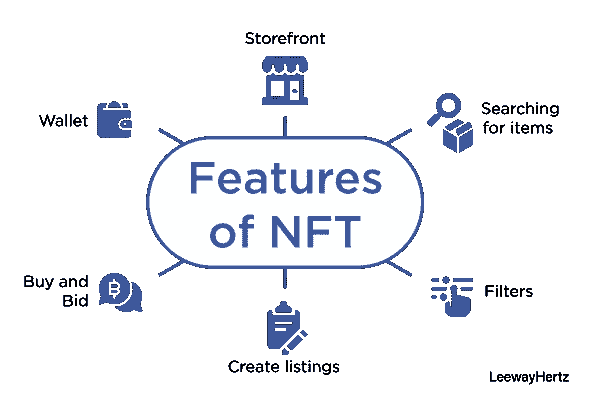 Storefront
Wallet
Searching
for items
Features
of NFT
Buy and
Bid
Filters
Create listings
LeewayHertz